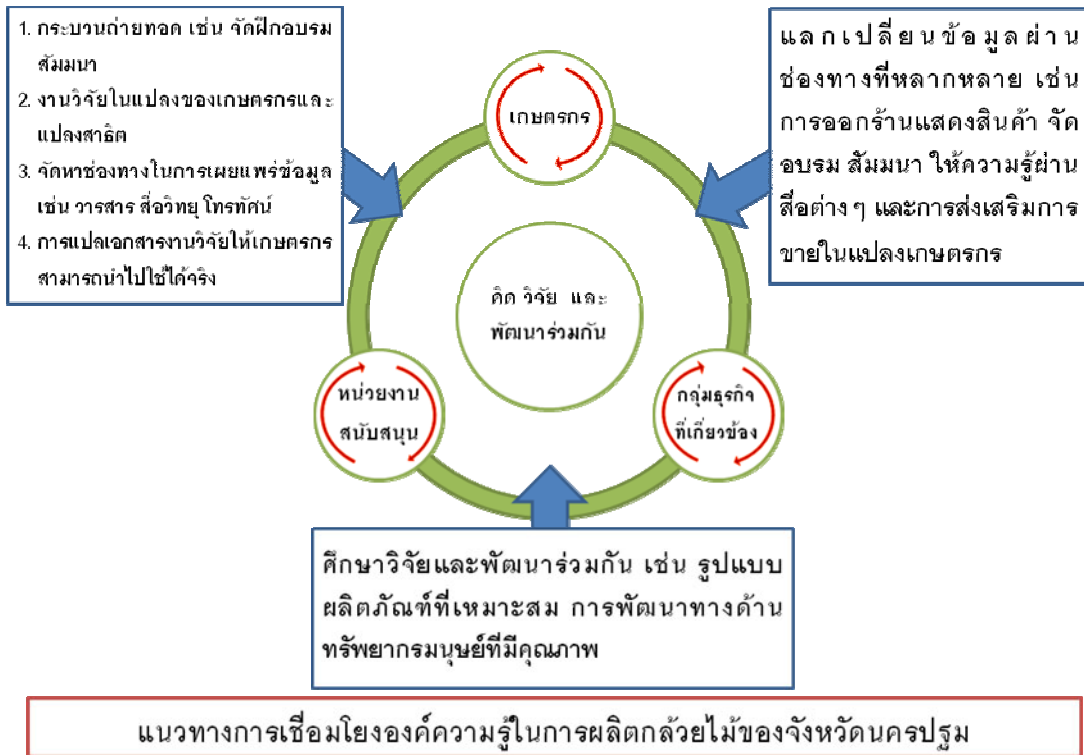 1. กระบวนถ่ายทอด เช่น จัดฝึกอบรม
สัมมนา
2. งานวิจัยในแปลงของเกษตรกรและ
แปลงสาธิต
3. จัดหาช่องทางในการเผยแพร่ข้อมูล
เช่น วารสาร สื่อวิทยุ โทรทัศน์
4. การแปลเอกสารงานวิจัยให้เกษตรกร
สามารถนำไปใช้ได้จริง
เกษตรกร
แลกเปลี่ยนข้อมูลผ่าน
ช่องทางที่หลากหลาย เช่น
การออกร้านแสดงสินค้า จัด
อบรม สัมมนา ให้ความรู้ผ่าน
สื่อต่างๆ และการส่งเสริมการ
ขายในแปลงเกษตรกร
คิด วิจัย และ
พัฒนาร่วมกัน
หน่วยงาน
สนับสนุน
กลุ่มธุรกิจ
ที่เกี่ยวข้อง
ศึกษาวิจัยและพัฒนาร่วมกัน เช่น รูปแบบ
ผลิตภัณฑ์ที่เหมาะสม การพัฒนาทางด้าน
ทรัพยากรมนุษย์ที่มีคุณภาพ
แนวทางการเชื่อมโยงองค์ความรู้ในการผลิตกล้วยไม้ของจังหวัดนครปฐม